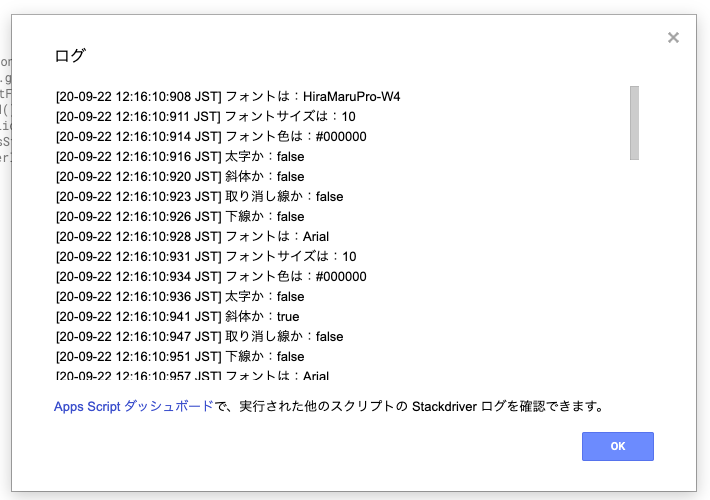 ×
ログ
[20-09-22 12:16:10:908 JST] フォントは：HiraMaruPro-W4
[20-09-22 12:16:10:911 JST] フォントサイズは：10
[20-09-22 12:16:10:914 JST] フォント色は：#000000
[20-09-22 12:16:10:916 JST] 太字か：false
[20-09-22 12:16:10:920 JST] 斜体か：false
[20-09-22 12:16:10:923 JST] 取り消し線か：false
[20-09-22 12:16:10:926 JST] 下線か：false
[20-09-22 12:16:10:928 JST] フォントは：Arial
[20-09-22 12:16:10:931 JST] フォントサイズは：10
[20-09-22 12:16:10:934 JST] フォント色は：#000000
[20-09-22 12:16:10:936 JST] 太字か：false
[20-09-22 12:16:10:941 JST] 斜体か：true
[20-09-22 12:16:10:947 JST] 取り消し線か：false
[20-09-22 12:16:10:951 JST] 下線か：false
[20-09-22 12:16:10:957 JST] フォントは：Arial
Apps Script ダッシュボードで、実行された他のスクリプトの Stackdriver ログを確認できます。
OK